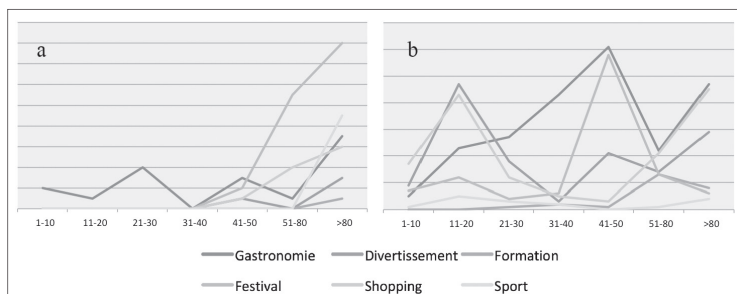 a
b
1-10 11-20 21-30 31-40 41-50 51-80 >80
1-10 11-20 21-30 31-40 41-50 51-80 >80
Gastronomie Divertissement Formation
Festival Shopping Sport